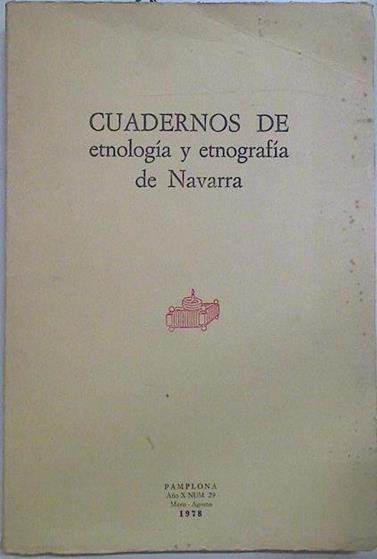 CUADERNOS DE
etnología y etnografía
de Navarra
PAMPLONA
Año X NUM. 29
Mayo - Agosto
1978